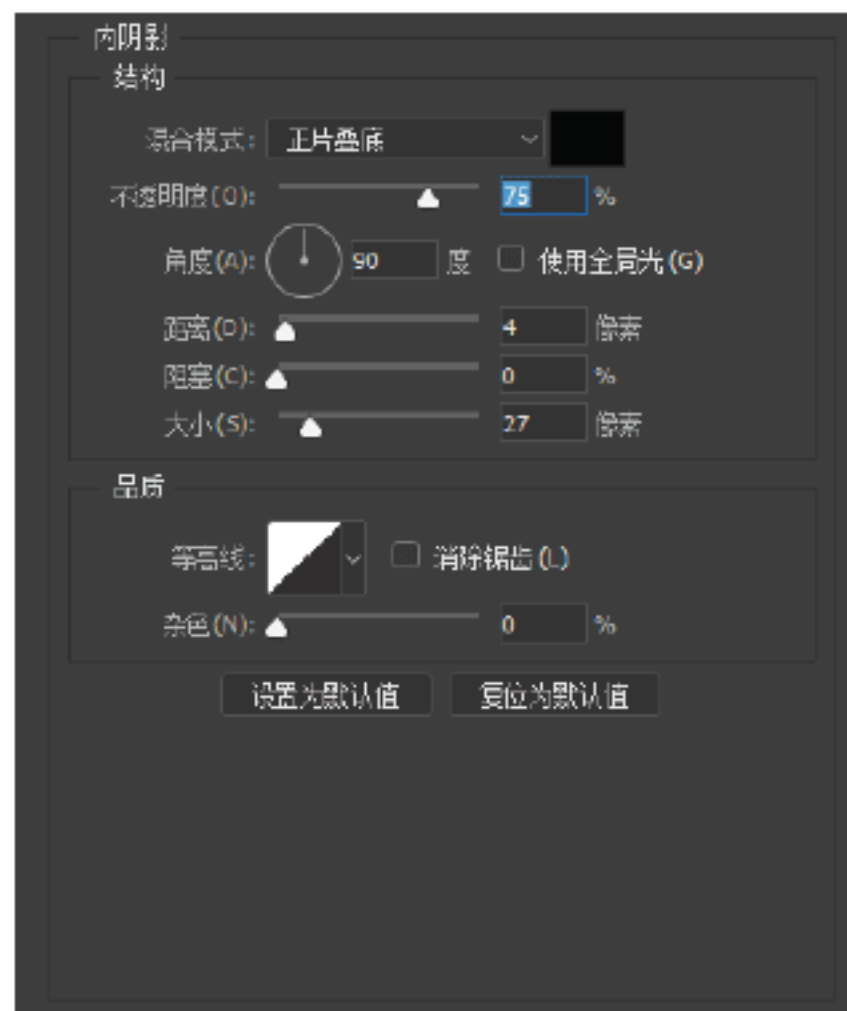 内阴影
结构
混合模式: 正片叠底
不透明度(O): 75 %
角度(A): 90 度 使用全局光(G)
距离(D): 4 像素
阻塞(C): 0 %
大小(S): 27 像素
品质
等高线: 消除锯齿(L)
杂色(N): 0 %
设置为默认值 复位为默认值